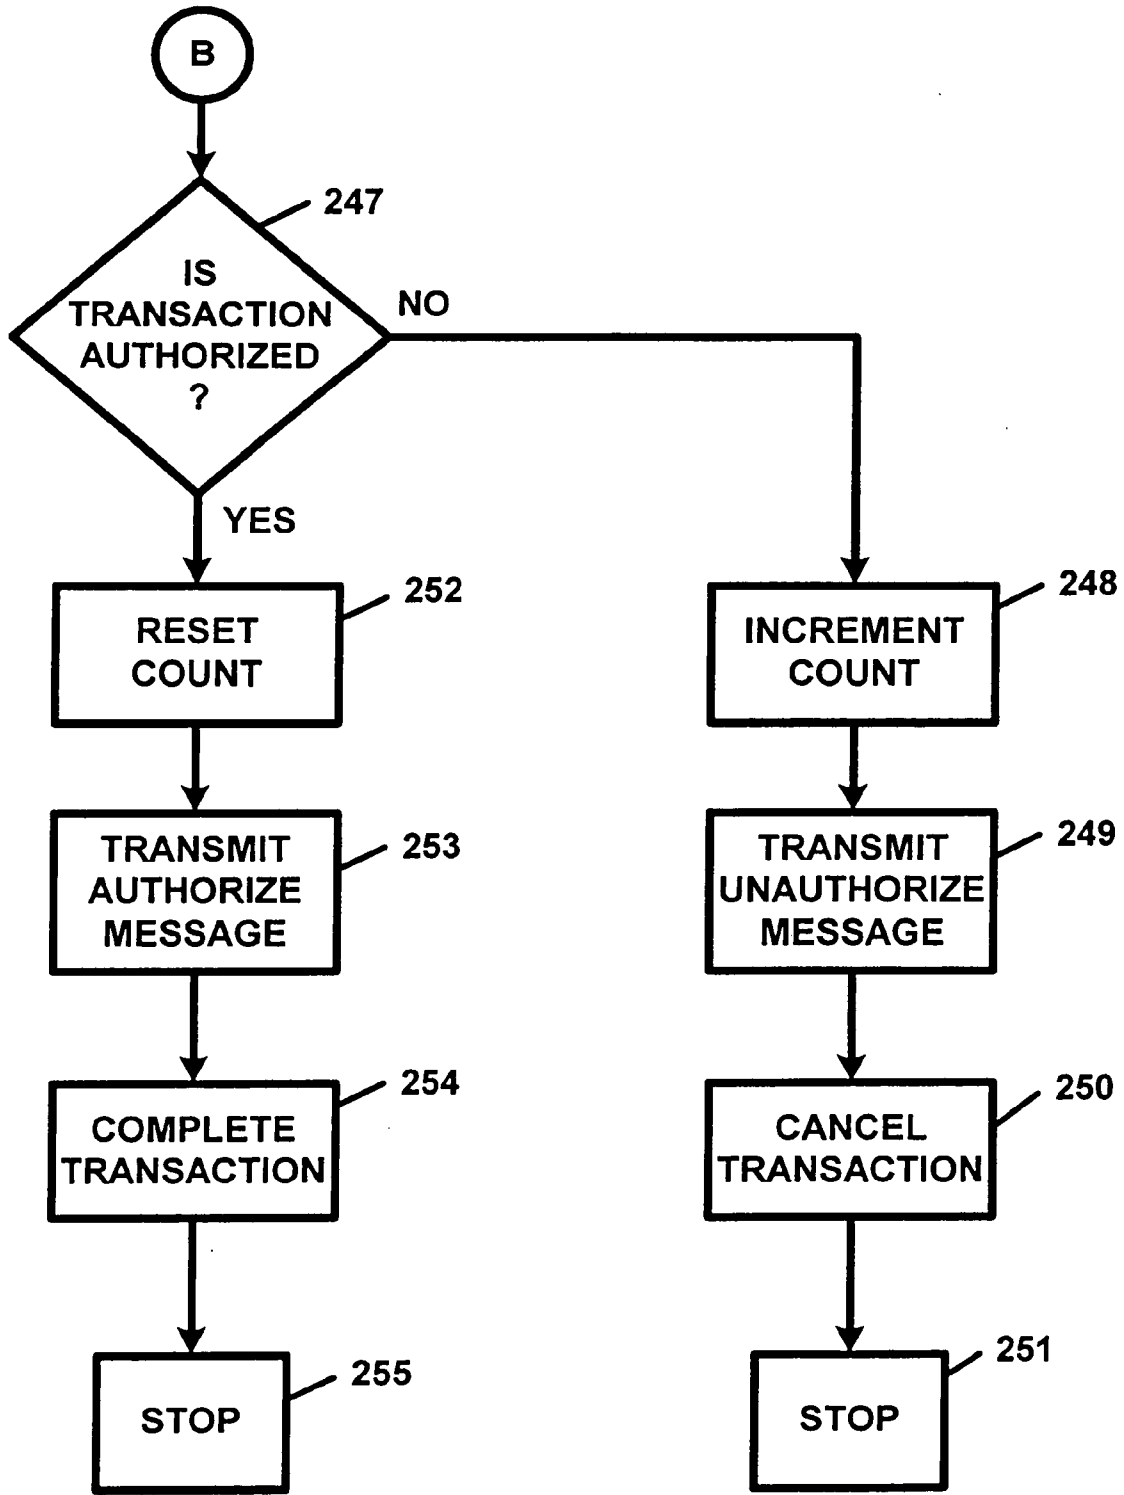 B
247
IS
TRANSACTION
AUTHORIZED
?
NO
YES
252
RESET
COUNT
248
INCREMENT
COUNT
253
TRANSMIT
AUTHORIZE
MESSAGE
249
TRANSMIT
UNAUTHORIZE
MESSAGE
254
COMPLETE
TRANSACTION
250
CANCEL
TRANSACTION
255
STOP
251
STOP